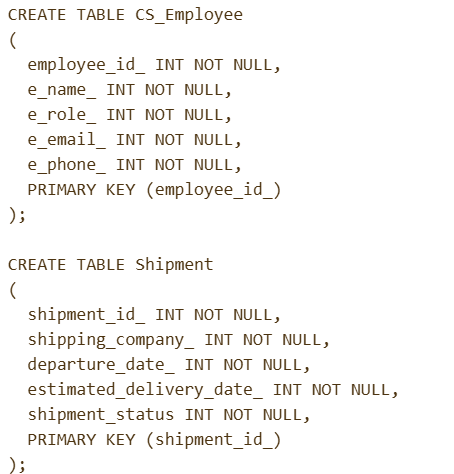 CREATE TABLE CS_Employee
(
  employee_id_ INT NOT NULL,
  e_name_ INT NOT NULL,
  e_role_ INT NOT NULL,
  e_email_ INT NOT NULL,
  e_phone_ INT NOT NULL,
  PRIMARY KEY (employee_id_)
);

CREATE TABLE Shipment
(
  shipment_id_ INT NOT NULL,
  shipping_company_ INT NOT NULL,
  departure_date_ INT NOT NULL,
  estimated_delivery_date_ INT NOT NULL,
  shipment_status INT NOT NULL,
  PRIMARY KEY (shipment_id_)
);